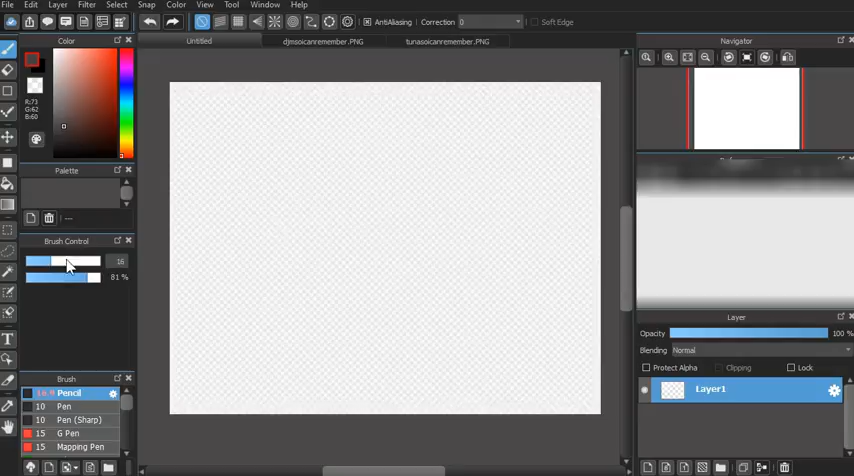 File Edit Layer Filter Select Snap Color View Tool Window Help
AntiAliasing Correction 0 Soft Edge
Untitled djmsoicanremember.PNG tunasoicanremember.PNG
Color
R:73
G:62
B:60
Palette
---
Brush Control
16
81 %
Brush
Pencil
10 Pen
10 Pen (Sharp)
15 G Pen
15 Mapping Pen
Navigator
Layer
Opacity 100 %
Blending Normal
Protect Alpha Clipping Lock
Layer1